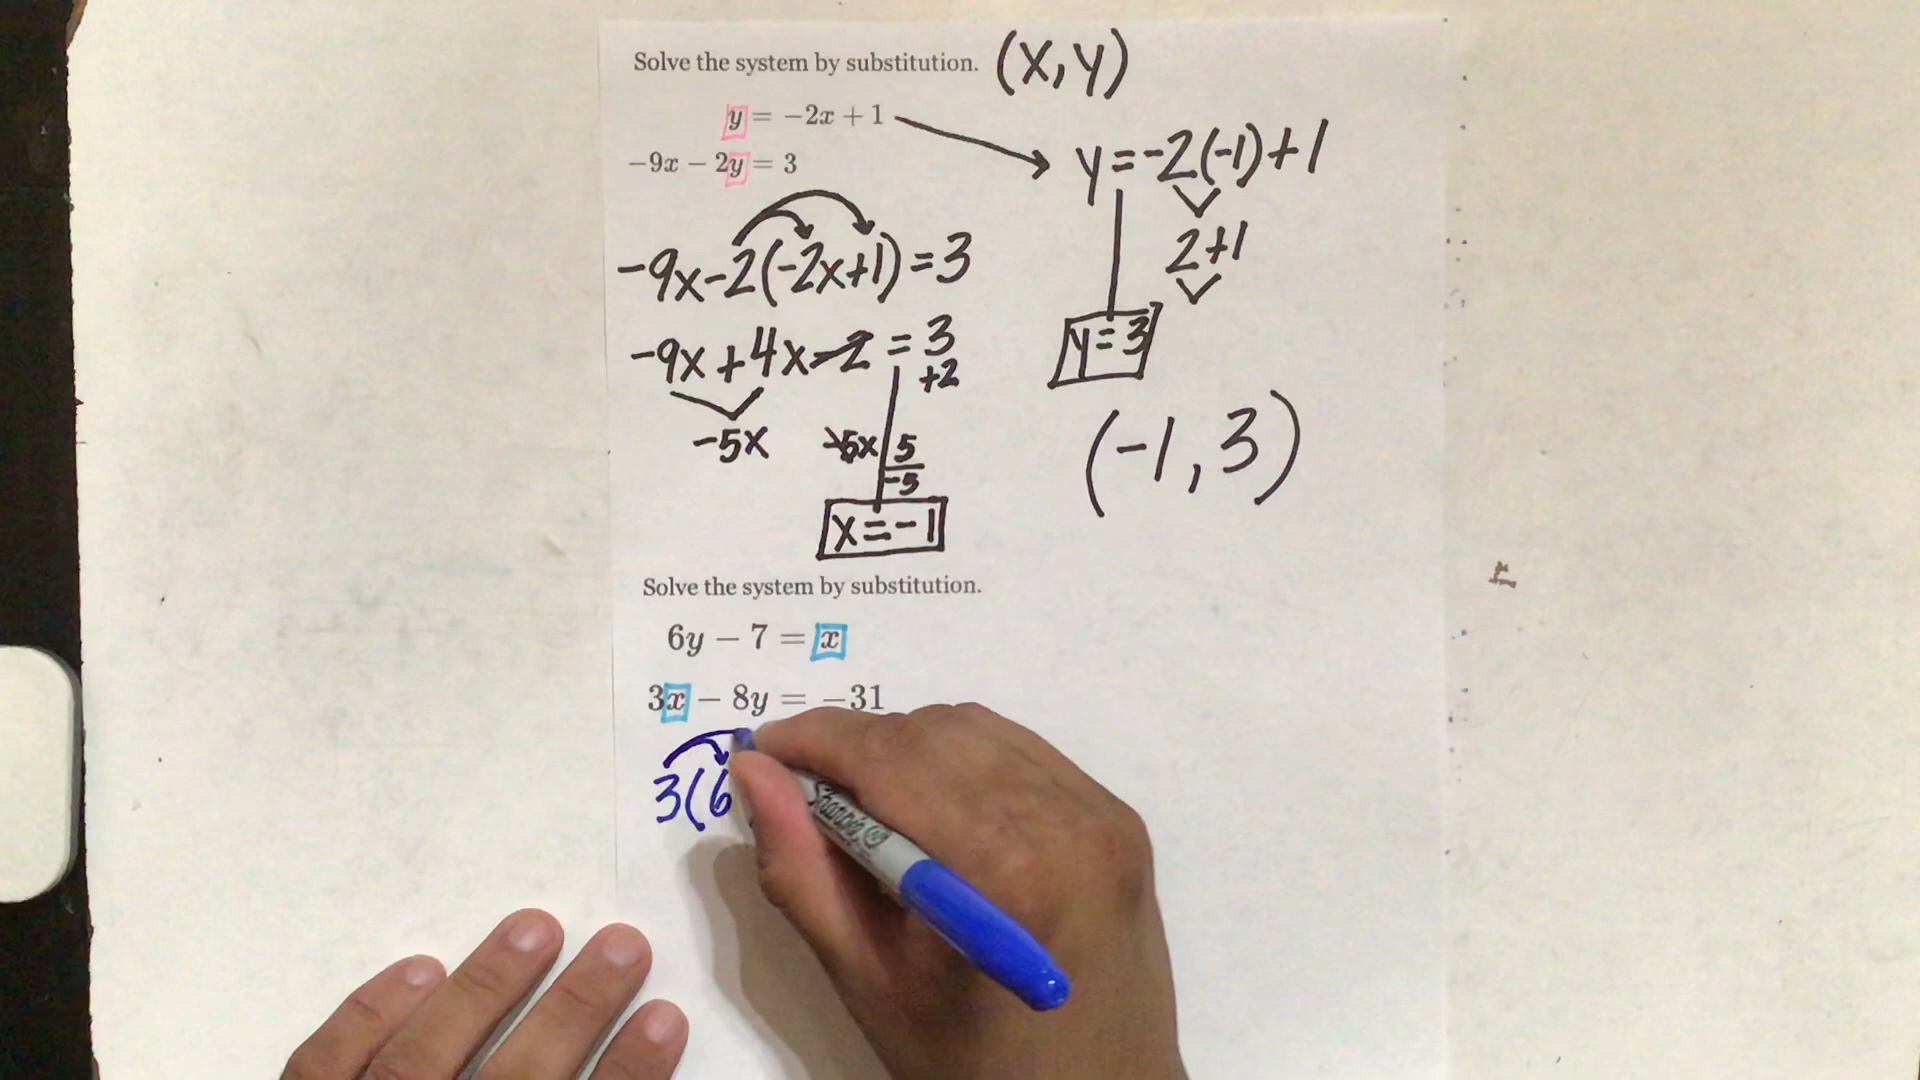 Solve the system by substitution. (x,y)
y = −2x + 1
−9x − 2y = 3
-9x-2(-2x+1)=3
-9x+4x-2 = 3
+2
-5x
-5x 5
-5
x=-1
y=-2(-1)+1
2+1
y=3
(-1,3)
Solve the system by substitution.
6y − 7 = x
3x − 8y = −31
3(6
Sharpie